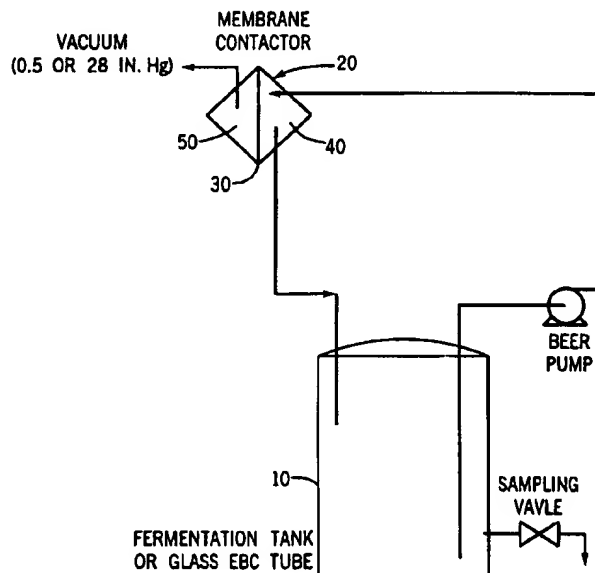 MEMBRANE
CONTACTOR
VACUUM
(0.5 OR 28 IN. Hg)
20
50
40
30
BEER
PUMP
10
SAMPLING
VAVLE
FERMENTATION TANK
OR GLASS EBC TUBE